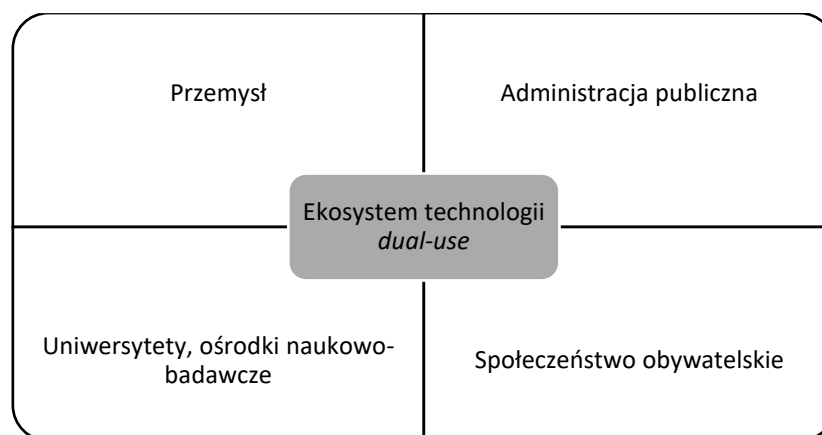 Przemysł
Administracja publiczna
Ekosystem technologii
dual-use
Uniwersytety, ośrodki naukowo-
badawcze
Społeczeństwo obywatelskie